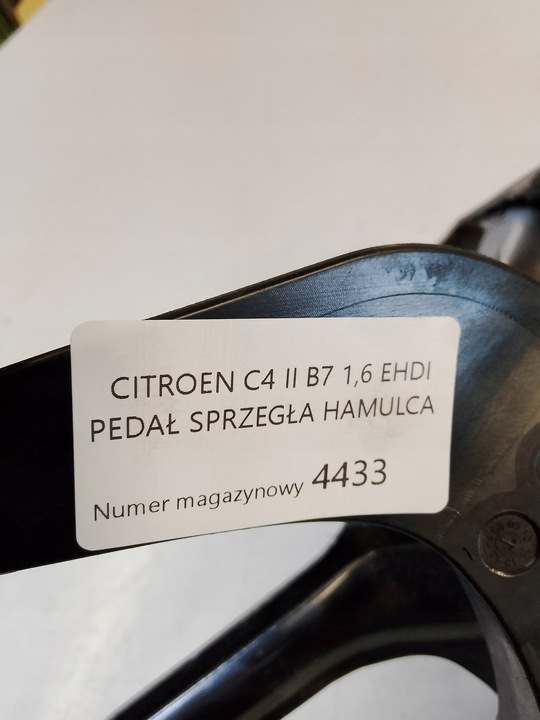 CITROEN C4 II B7 1,6 EHDI
PEDAŁ SPRZEGŁA HAMULCA
Numer magazynowy 4433